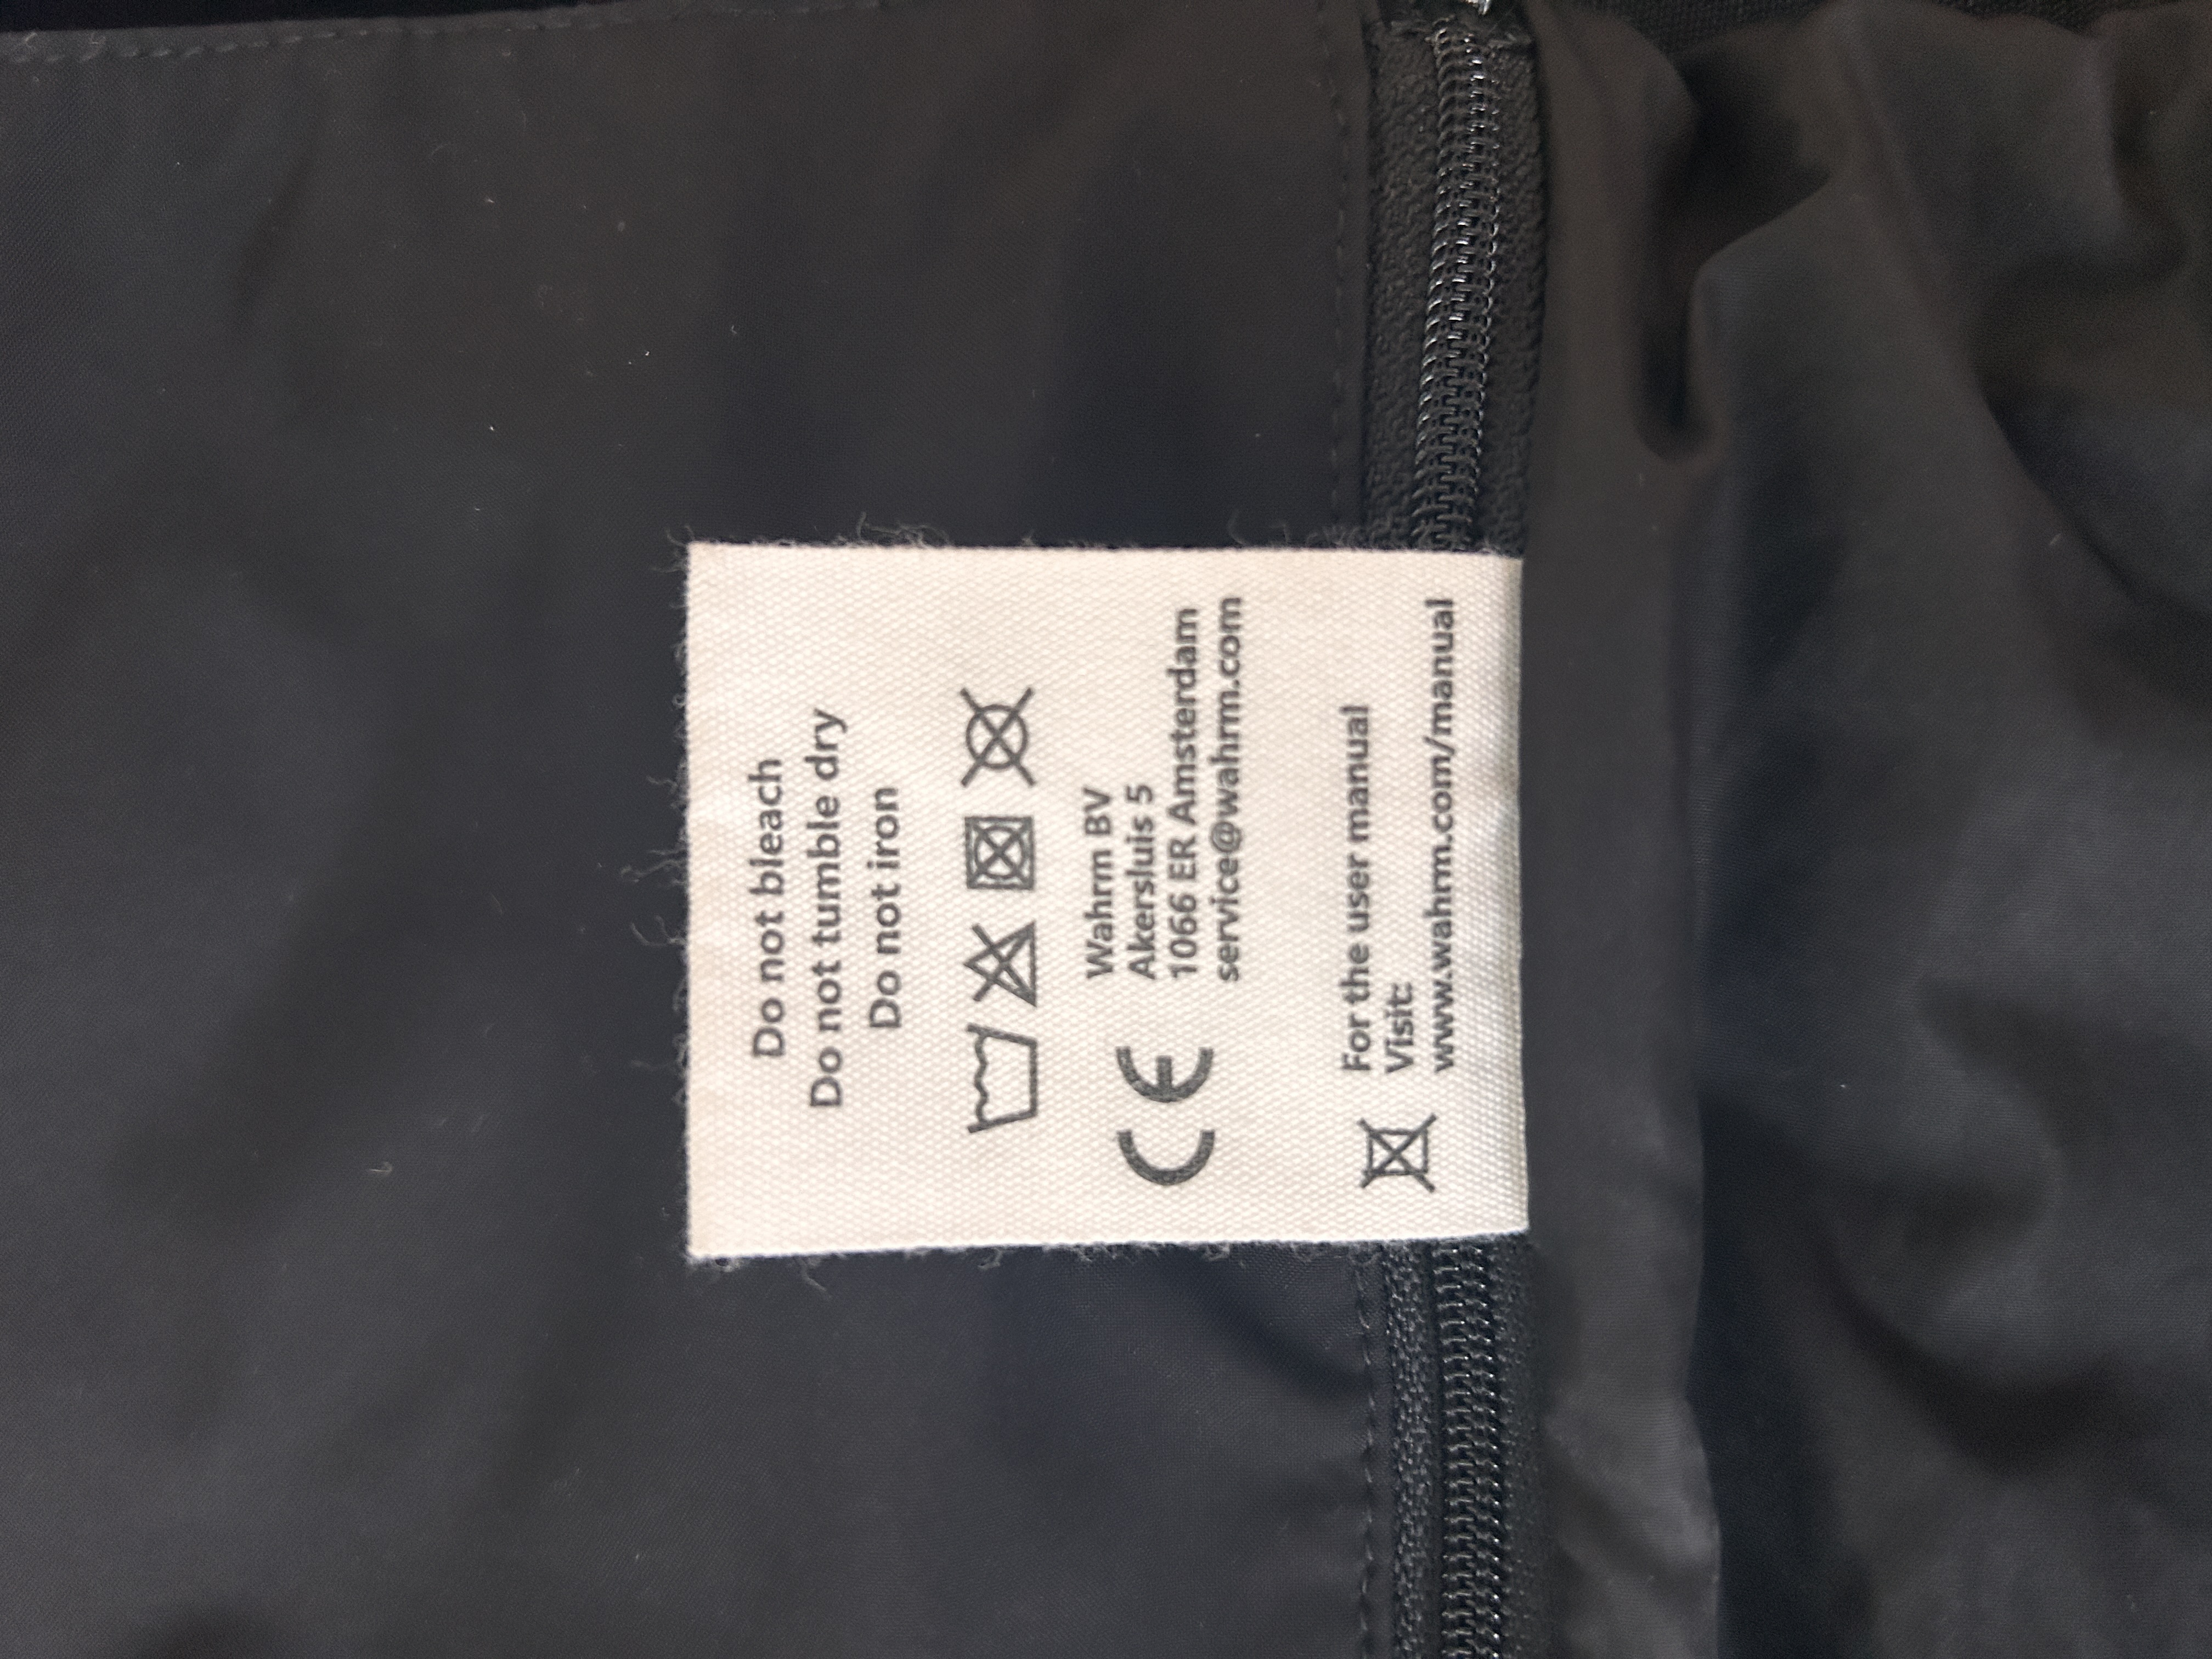 Do not bleach
Do not tumble dry
Do not iron
CE
Wahrm BV
Akersluis 5
1066 ER Amsterdam
service@wahrm.com
For the user manual
Visit:
www.wahrm.com/manual